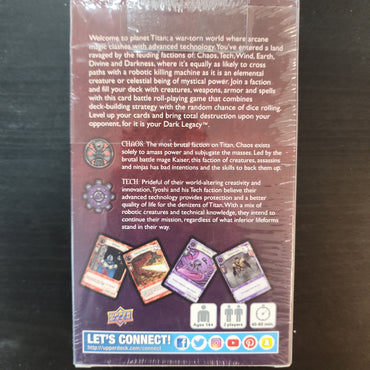 Welcome to planet Titan; a war-torn world where arcane
magic clashes with advanced technology. You've entered a land
ravaged by the feuding factions of: Chaos, Tech, Wind, Earth,
Divine and Darkness, where it's equally as likely to cross
paths with a robotic killing machine as it is an elemental
creature or celestial being of mystical power. Join a faction
and fill your deck with creatures, weapons, armor and spells
with this card battle roll-playing game that combines
deck-building strategy with the random chance of dice rolling.
Level up your cards and bring total destruction upon your
opponent, for it is your Dark Legacy™.
CHAOS: The most brutal faction on Titan, Chaos exists
solely to amass power and subjugate the masses. Led by the
brutal battle mage Kaiser, this faction of creatures, assassins
and ninjas has bad intentions and the skills to back them up.
TECH: Prideful of their world-altering creativity and
innovation, Tyoshi and his Tech faction believe their
advanced technology provides protection and a better
quality of life for the denizens of Titan. With a mix of
robotic creatures and technical knowledge, they intend to
continue their mission, regardless of what inferior lifeforms
stand in their way.
UPPER DECK
Ages 14+
2 players
LET'S CONNECT!
http://upperdeck.com/connect